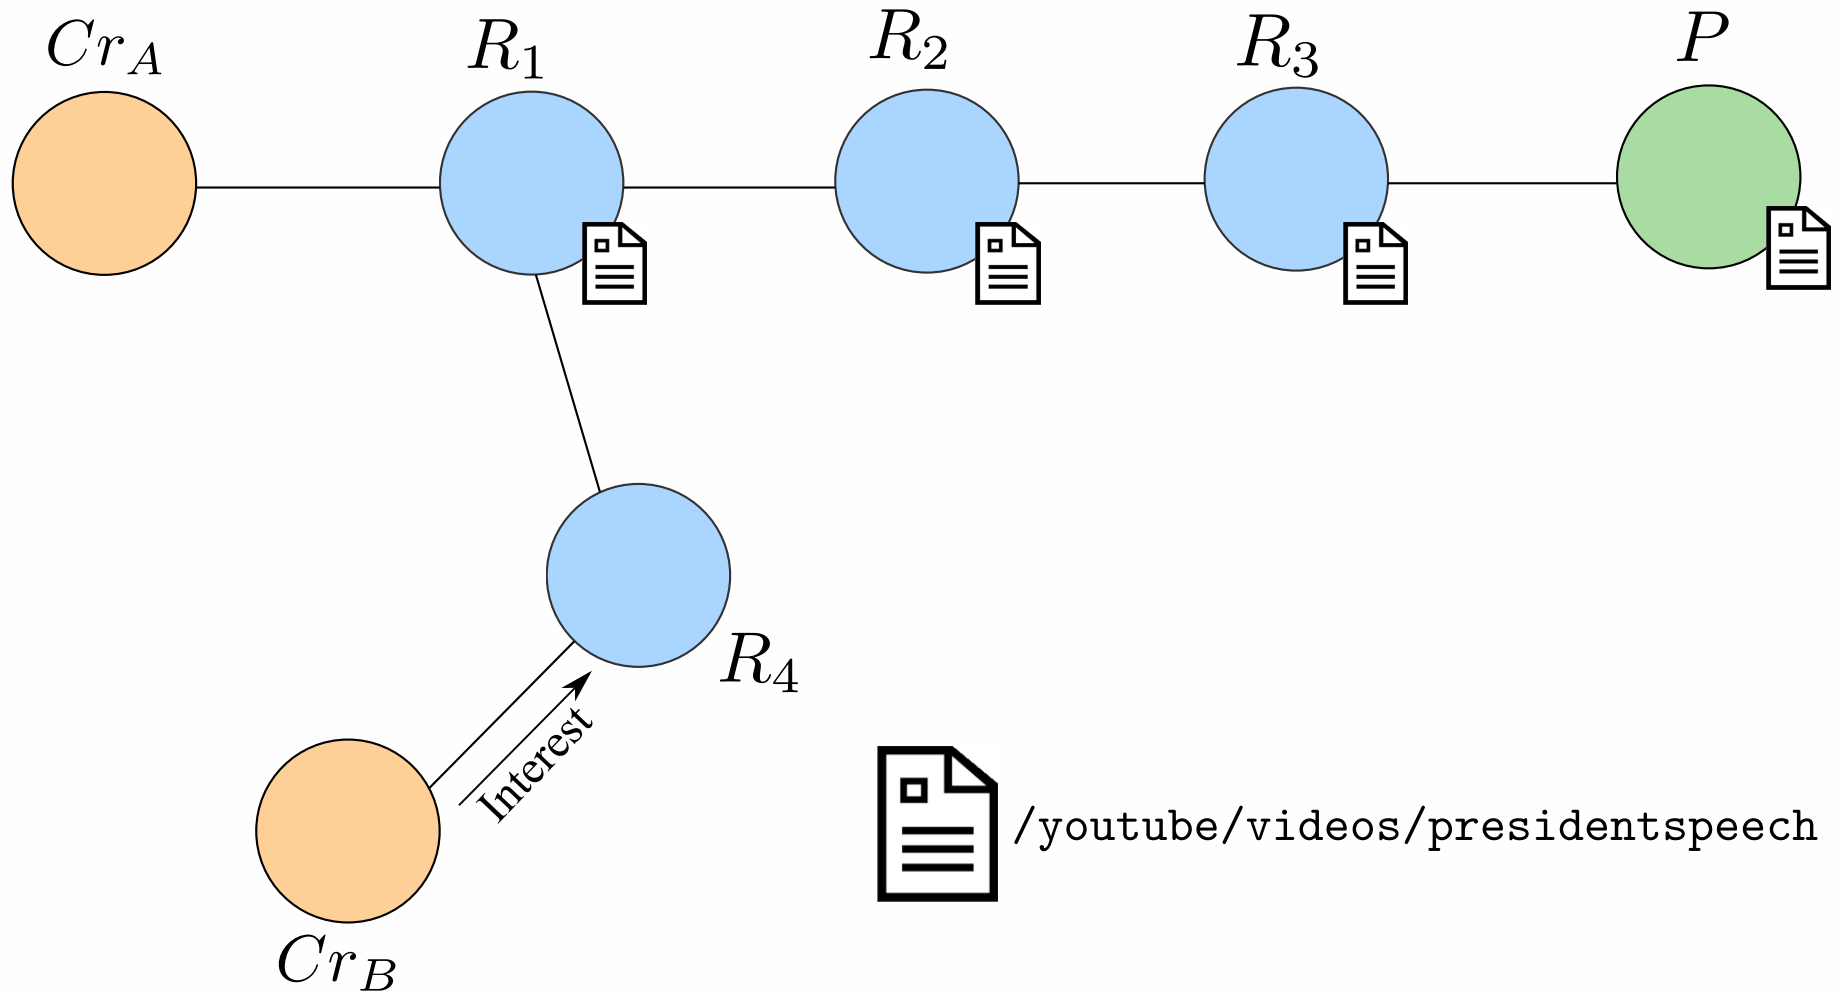 Cr_A
R_1
R_2
R_3
P
R_4
Interest
/youtube/videos/presidentspeech
Cr_B